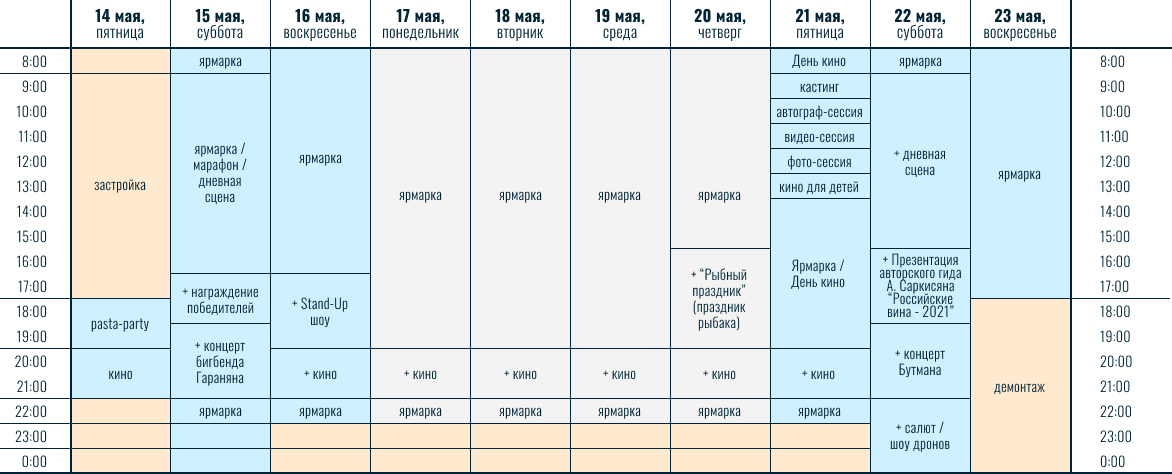 14 мая,
пятница
15 мая,
суббота
16 мая,
воскресенье
17 мая,
понедельник
18 мая,
вторник
19 мая,
среда
20 мая,
четверг
21 мая,
пятница
22 мая,
суббота
23 мая,
воскресенье
8:00
ярмарка
День кино
ярмарка
8:00
9:00
кастинг
9:00
10:00
автограф-сессия
10:00
11:00
видео-сессия
11:00
12:00
фото-сессия
12:00
13:00
кино для детей
13:00
14:00
14:00
15:00
15:00
16:00
16:00
17:00
17:00
18:00
18:00
19:00
19:00
20:00
20:00
21:00
21:00
22:00
22:00
23:00
23:00
0:00
0:00
застройка
pasta-party
кино
ярмарка /
марафон /
дневная
сцена
+ награждение
победителей
+ концерт
бигбенда
Гараняна
ярмарка
ярмарка
+ Stand-Up
шоу
+ кино
ярмарка
ярмарка
+ кино
ярмарка
ярмарка
+ кино
ярмарка
ярмарка
+ кино
ярмарка
ярмарка
+ “Рыбный
праздник”
(праздник
рыбака)
+ кино
ярмарка
Ярмарка /
День кино
+ кино
ярмарка
+ дневная
сцена
+ Презентация
авторского гида
А. Саркисяна
“Российские
вина - 2021”
+ концерт
Бутмана
+ салют /
шоу дронов
ярмарка
демонтаж